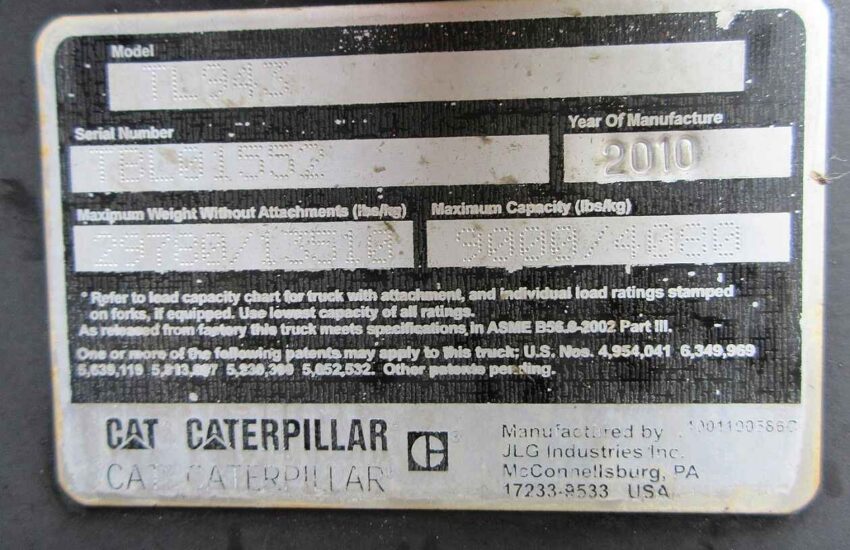 Model
TL943
Serial Number
TBL01552
Year Of Manufacture
2010
Maximum Weight Without Attachments (lbs/kg)
29780/13510
Maximum Capacity (lbs/kg)
9000/4080
* Refer to load capacity chart for truck with attachment, and individual load ratings stamped
on forks, if equipped. Use lowest capacity of all ratings.
As released from factory this truck meets specifications in ASME B56.6-2002 Part III.
One or more of the following patents may apply to this truck: U.S. Nos. 4,954,041 6,349,969
Other patents pending.
CAT CATERPILLAR
CAT CATERPILLAR
Manufactured by
JLG Industries Inc.
McConnellsburg, PA
17233-9533 USA